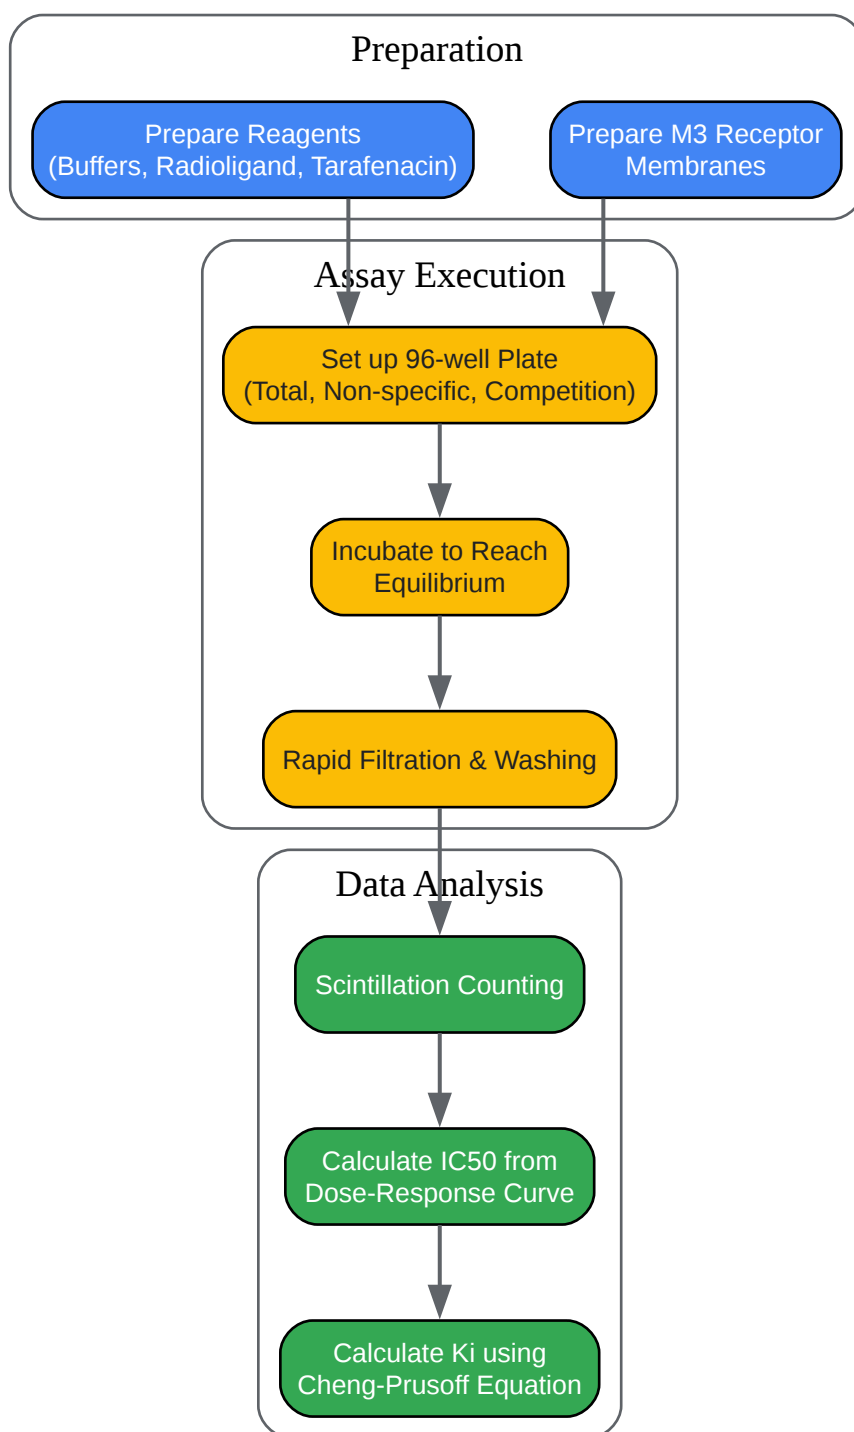 Preparation
Prepare Reagents
(Buffers, Radioligand, Tarafenacin)
Prepare M3 Receptor
Membranes
Assay Execution
Set up 96-well Plate
(Total, Non-specific, Competition)
Incubate to Reach
Equilibrium
Rapid Filtration & Washing
Data Analysis
Scintillation Counting
Calculate IC50 from
Dose-Response Curve
Calculate Ki using
Cheng-Prusoff Equation